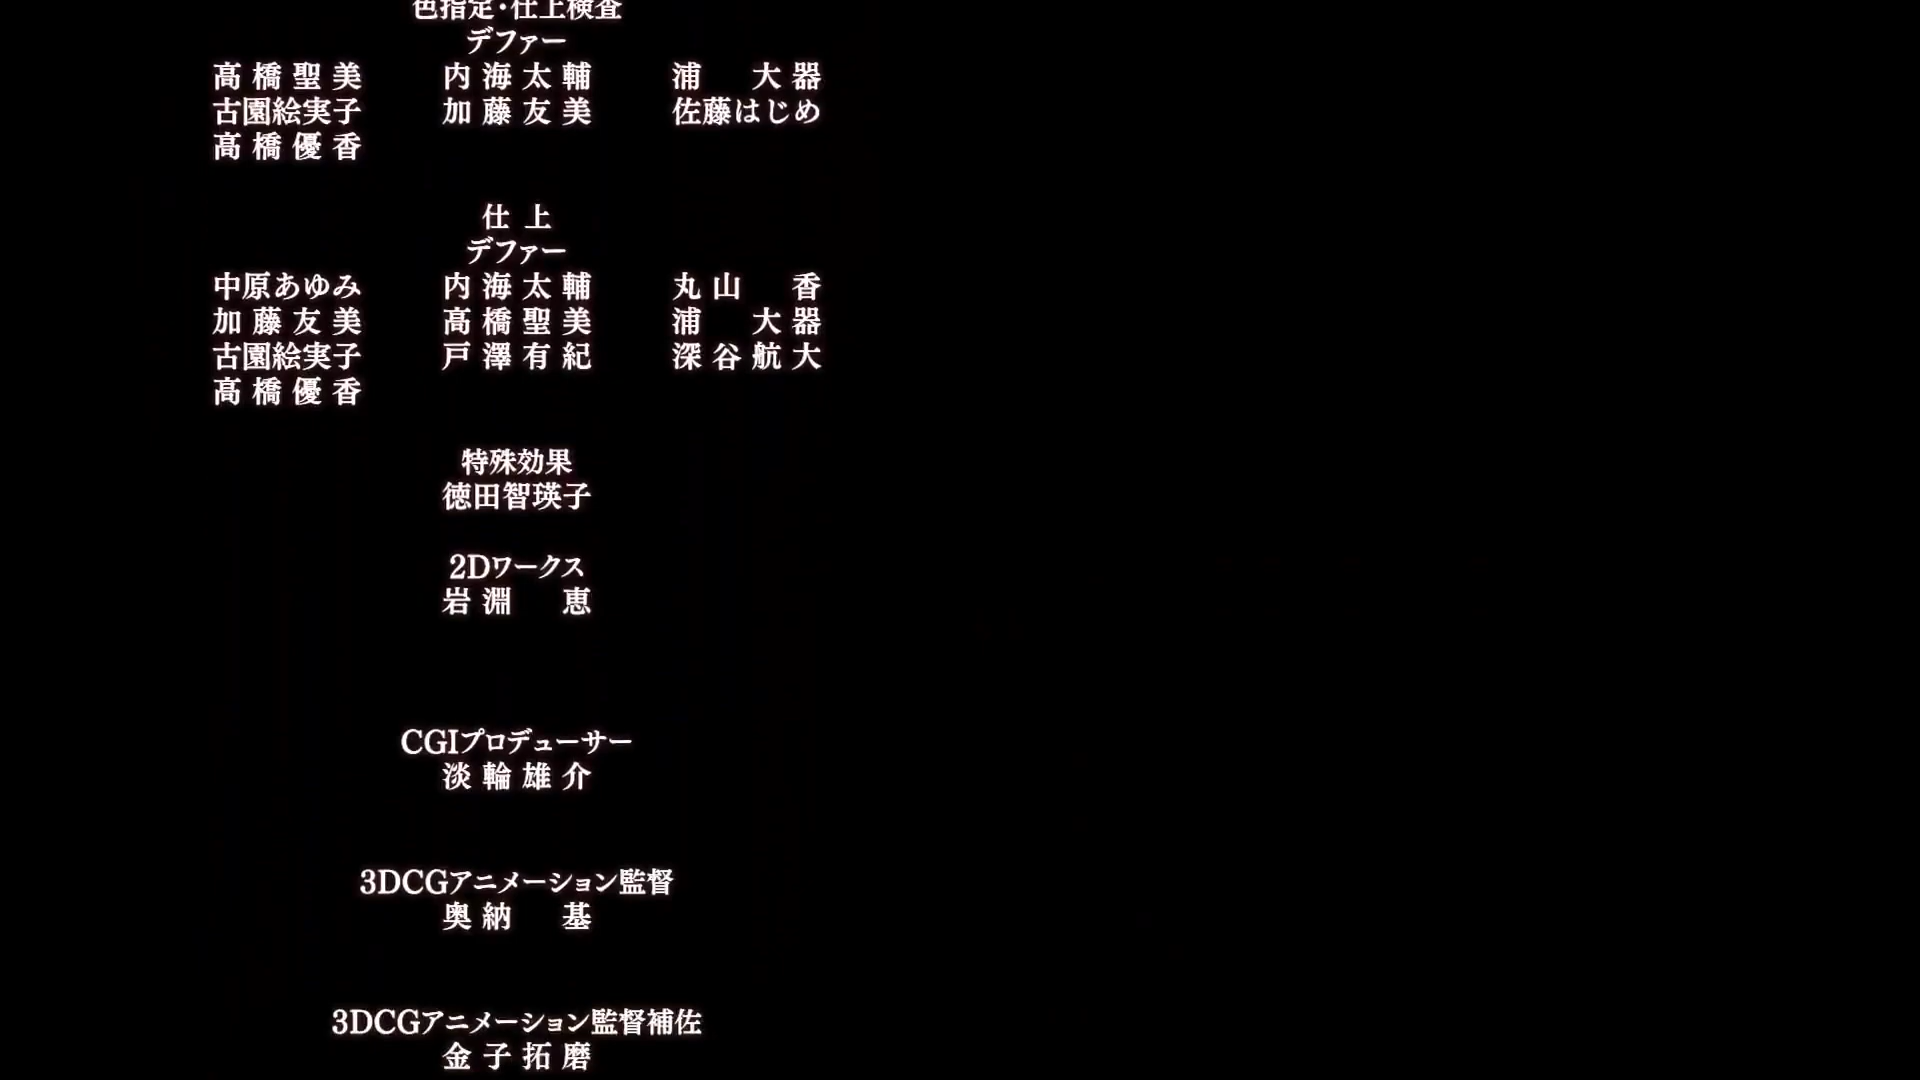 色指定・仕上検査
デファー
髙橋聖美 内海太輔 浦 大器
古園絵実子 加藤友美 佐藤はじめ
髙橋優香
仕上
デファー
中原あゆみ 内海太輔 丸山 香
加藤友美 髙橋聖美 浦 大器
古園絵実子 戸澤有紀 深谷航大
髙橋優香
特殊効果
徳田智瑛子
2Dワークス
岩淵 恵
CGIプロデューサー
淡輪雄介
3DCGアニメーション監督
奥納 基
3DCGアニメーション監督補佐
金子拓磨